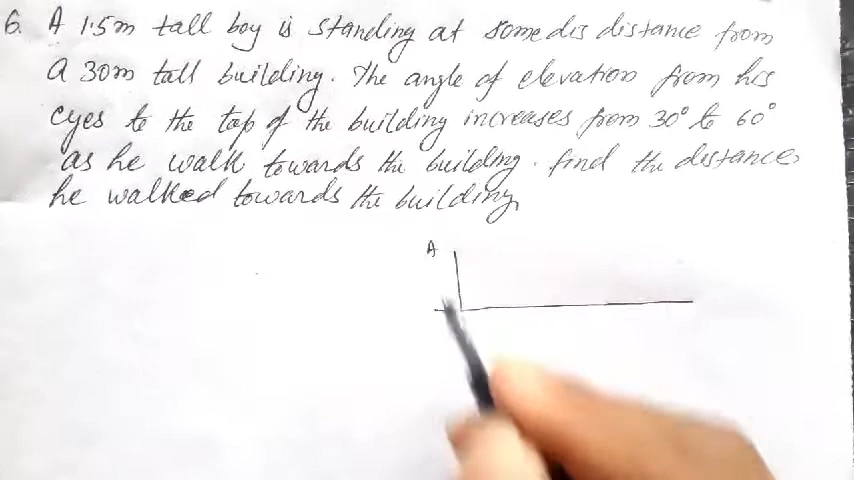 6. A 1.5m tall boy is standing at some dis distance from
a 30m tall building. The angle of elevation from his
eyes to the top of the building increases from 30° to 60°
as he walk towards the building. find the distance
he walked towards the building
A